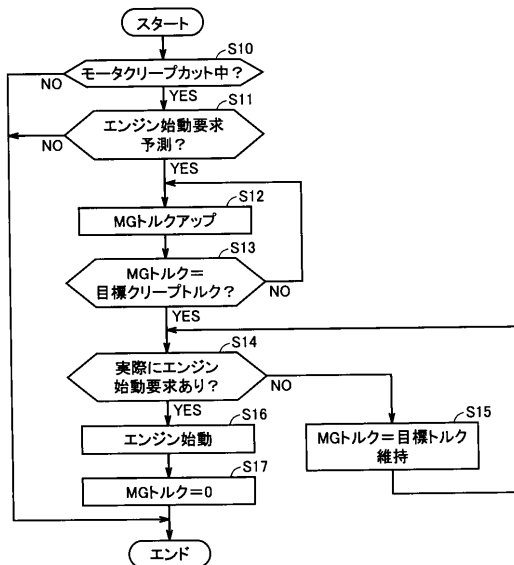 スタート
S10
モータクリープカット中？
NO
YES
S11
エンジン始動要求
予測？
NO
YES
S12
MGトルクアップ
S13
MGトルク＝
目標クリープトルク？
NO
YES
S14
実際にエンジン
始動要求あり？
NO
YES
S15
MGトルク＝目標トルク
維持
S16
エンジン始動
S17
MGトルク＝0
エンド